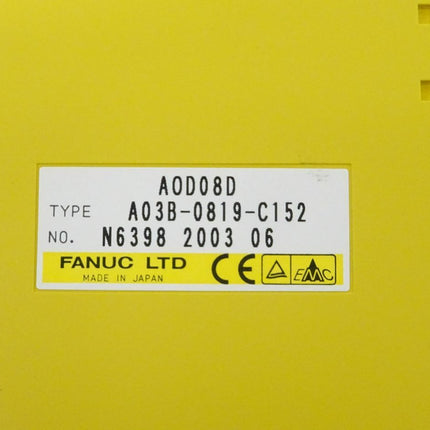 AOD08D
TYPE A03B-0819-C152
NO. N6398 2003 06
FANUC LTD CE EMC
MADE IN JAPAN